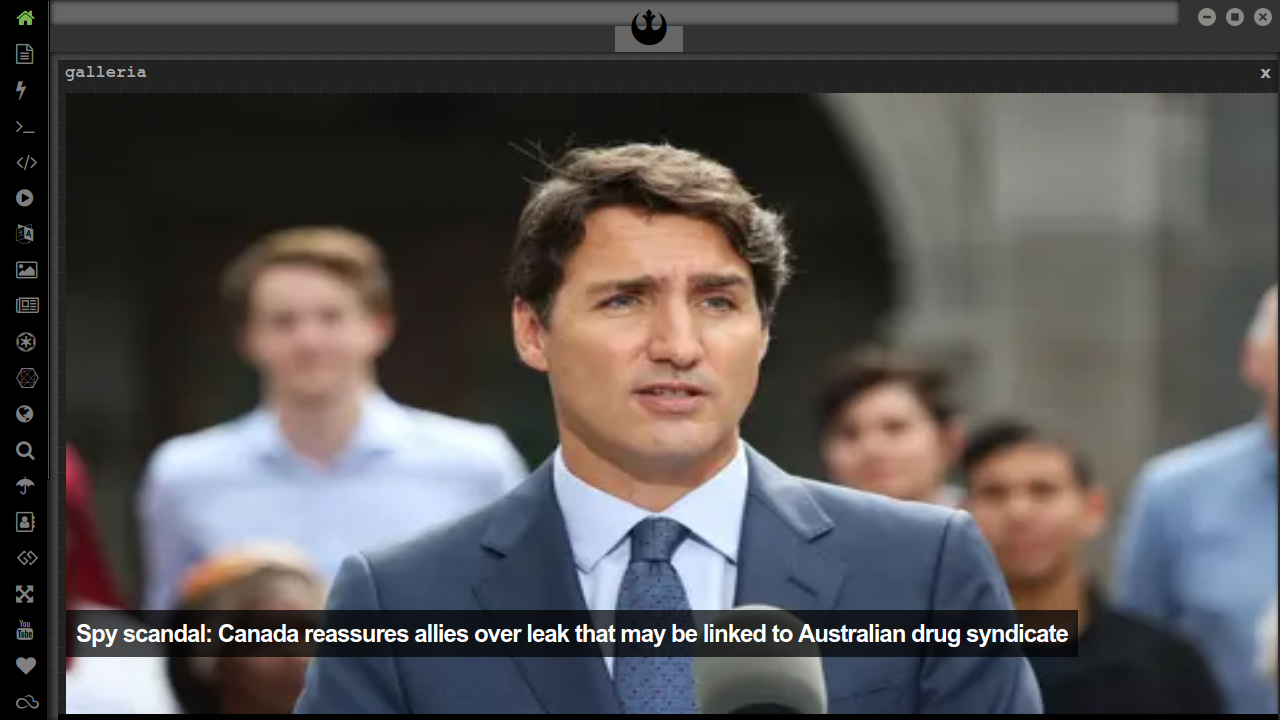 galleria
x
Spy scandal: Canada reassures allies over leak that may be linked to Australian drug syndicate
You
Tube